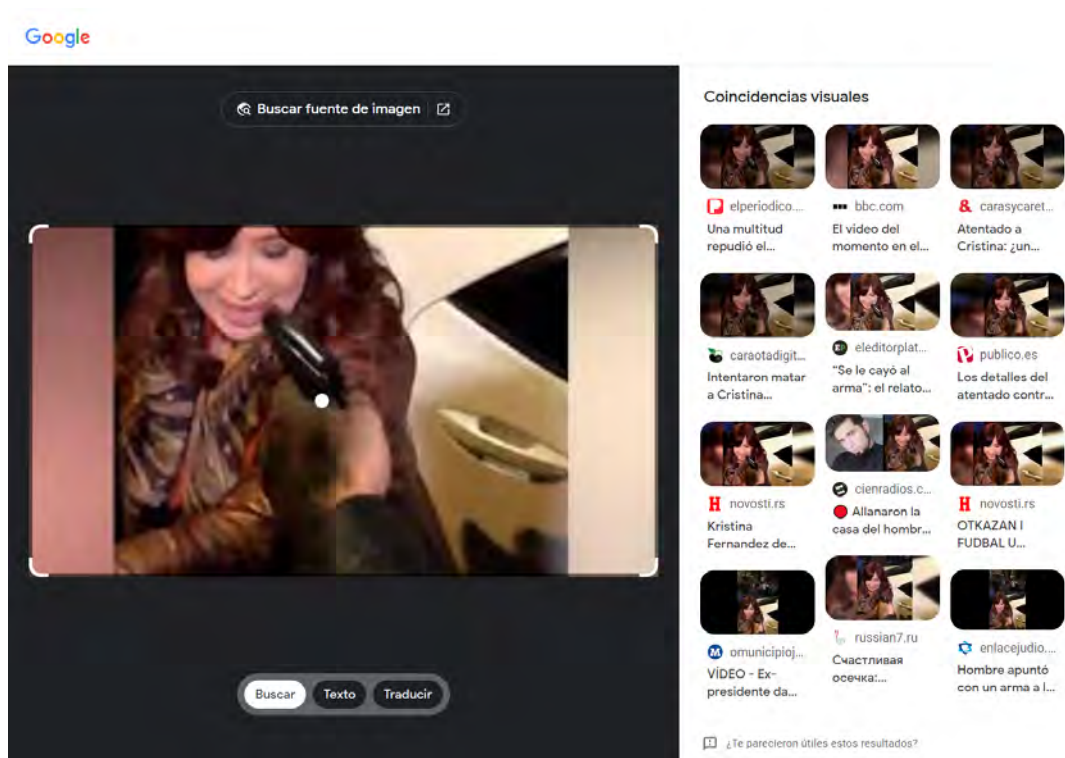 Google
Buscar fuente de imagen
Buscar
Texto
Traducir
Coincidencias visuales
elperiodico....
Una multitud
repudió el...
bbc.com
El video del
momento en el...
carasycaret...
Atentado a
Cristina: ¿un...
caraotadigit...
Intentaron matar
a Cristina...
eleditorplat...
"Se le cayó al
arma": el relato...
publico.es
Los detalles del
atentado contr...
novosti.rs
Kristina
Fernandez de...
cienradios.c...
Allanaron la
casa del hombr...
novosti.rs
OTKAZAN I
FUDBAL U...
omunicipioj...
VÍDEO - Ex-
presidente da...
russian7.ru
Счастливая
осечка:...
enlacejudio....
Hombre apuntó
con un arma a l...
¿Te parecieron útiles estos resultados?